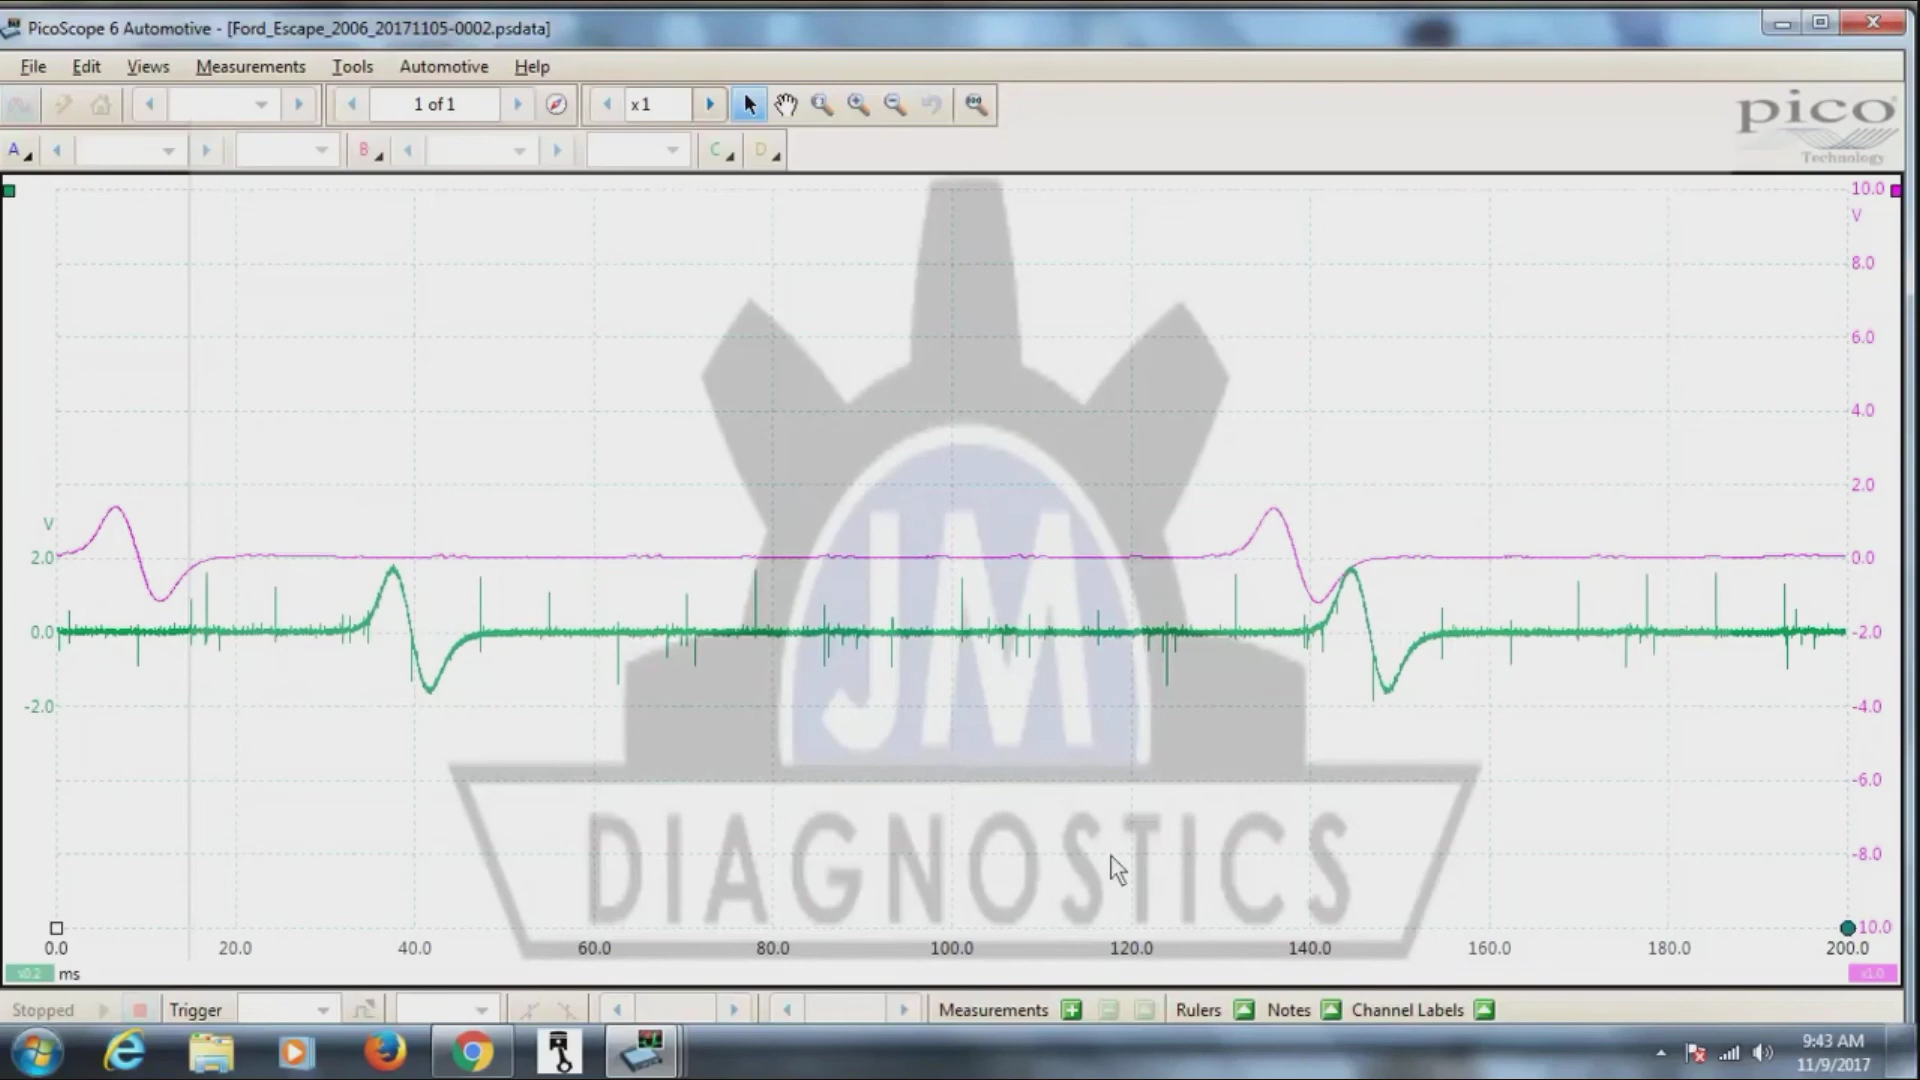 PicoScope 6 Automotive - [Ford_Escape_2006_20171105-0002.psdata]
File Edit Views Measurements Tools Automotive Help
1 of 1 x1
pico
Technology
A B C D
10.0
V
8.0
6.0
4.0
2.0
V
2.0 0.0
0.0 -2.0
-2.0 -4.0
-6.0
-8.0
10.0
JM
DIAGNOSTICS
0.0 20.0 40.0 60.0 80.0 100.0 120.0 140.0 160.0 180.0 200.0
x0.2 ms x1.0
Stopped Trigger Measurements Rulers Notes Channel Labels
9:43 AM
11/9/2017